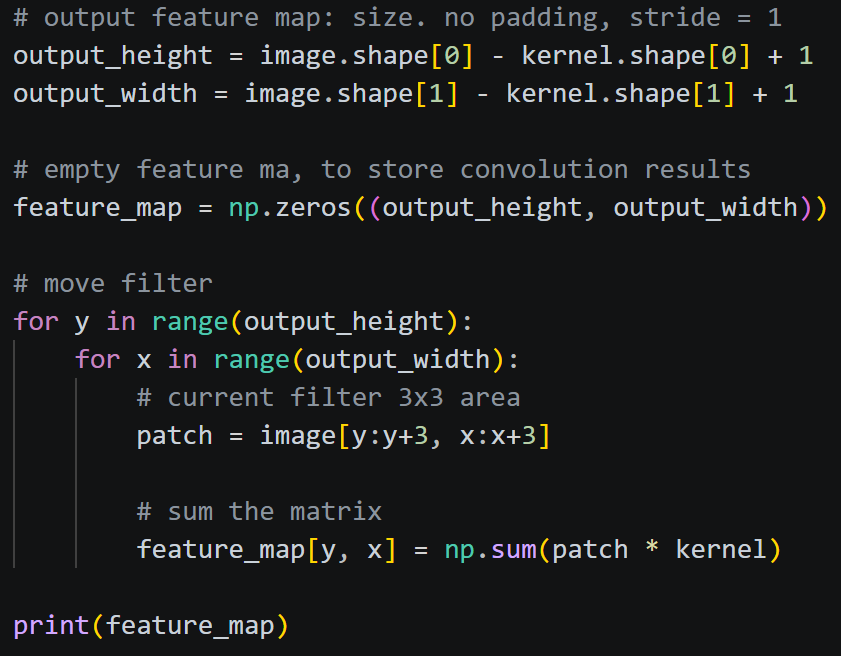 # output feature map: size. no padding, stride = 1
output_height = image.shape[0] - kernel.shape[0] + 1
output_width = image.shape[1] - kernel.shape[1] + 1

# empty feature ma, to store convolution results
feature_map = np.zeros((output_height, output_width))

# move filter
for y in range(output_height):
    for x in range(output_width):
        # current filter 3x3 area
        patch = image[y:y+3, x:x+3]

        # sum the matrix
        feature_map[y, x] = np.sum(patch * kernel)

print(feature_map)